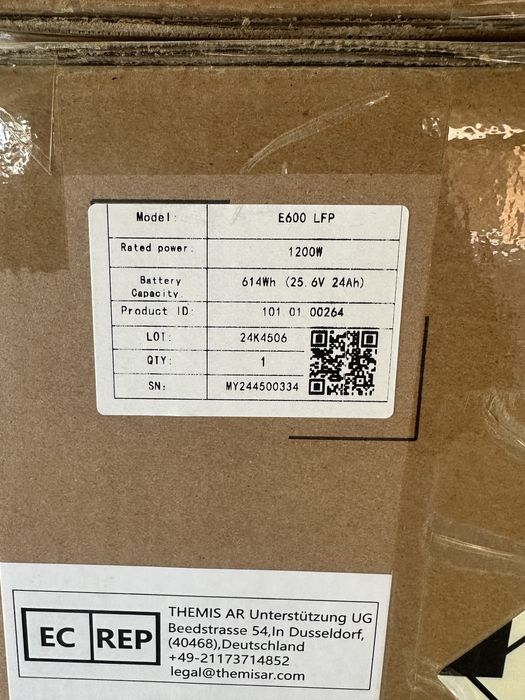 Model: E600 LFP
Rated power: 1200W
Battery Capacity 614Wh (25.6V 24Ah)
Product ID: 101 01 00264
LOT: 24K4506
QTY: 1
SN: MY244500334
EC REP
THEMIS AR Unterstützung UG
Beedstrasse 54,In Dusseldorf,
(40468),Deutschland
+49-21173714852
legal@themisar.com